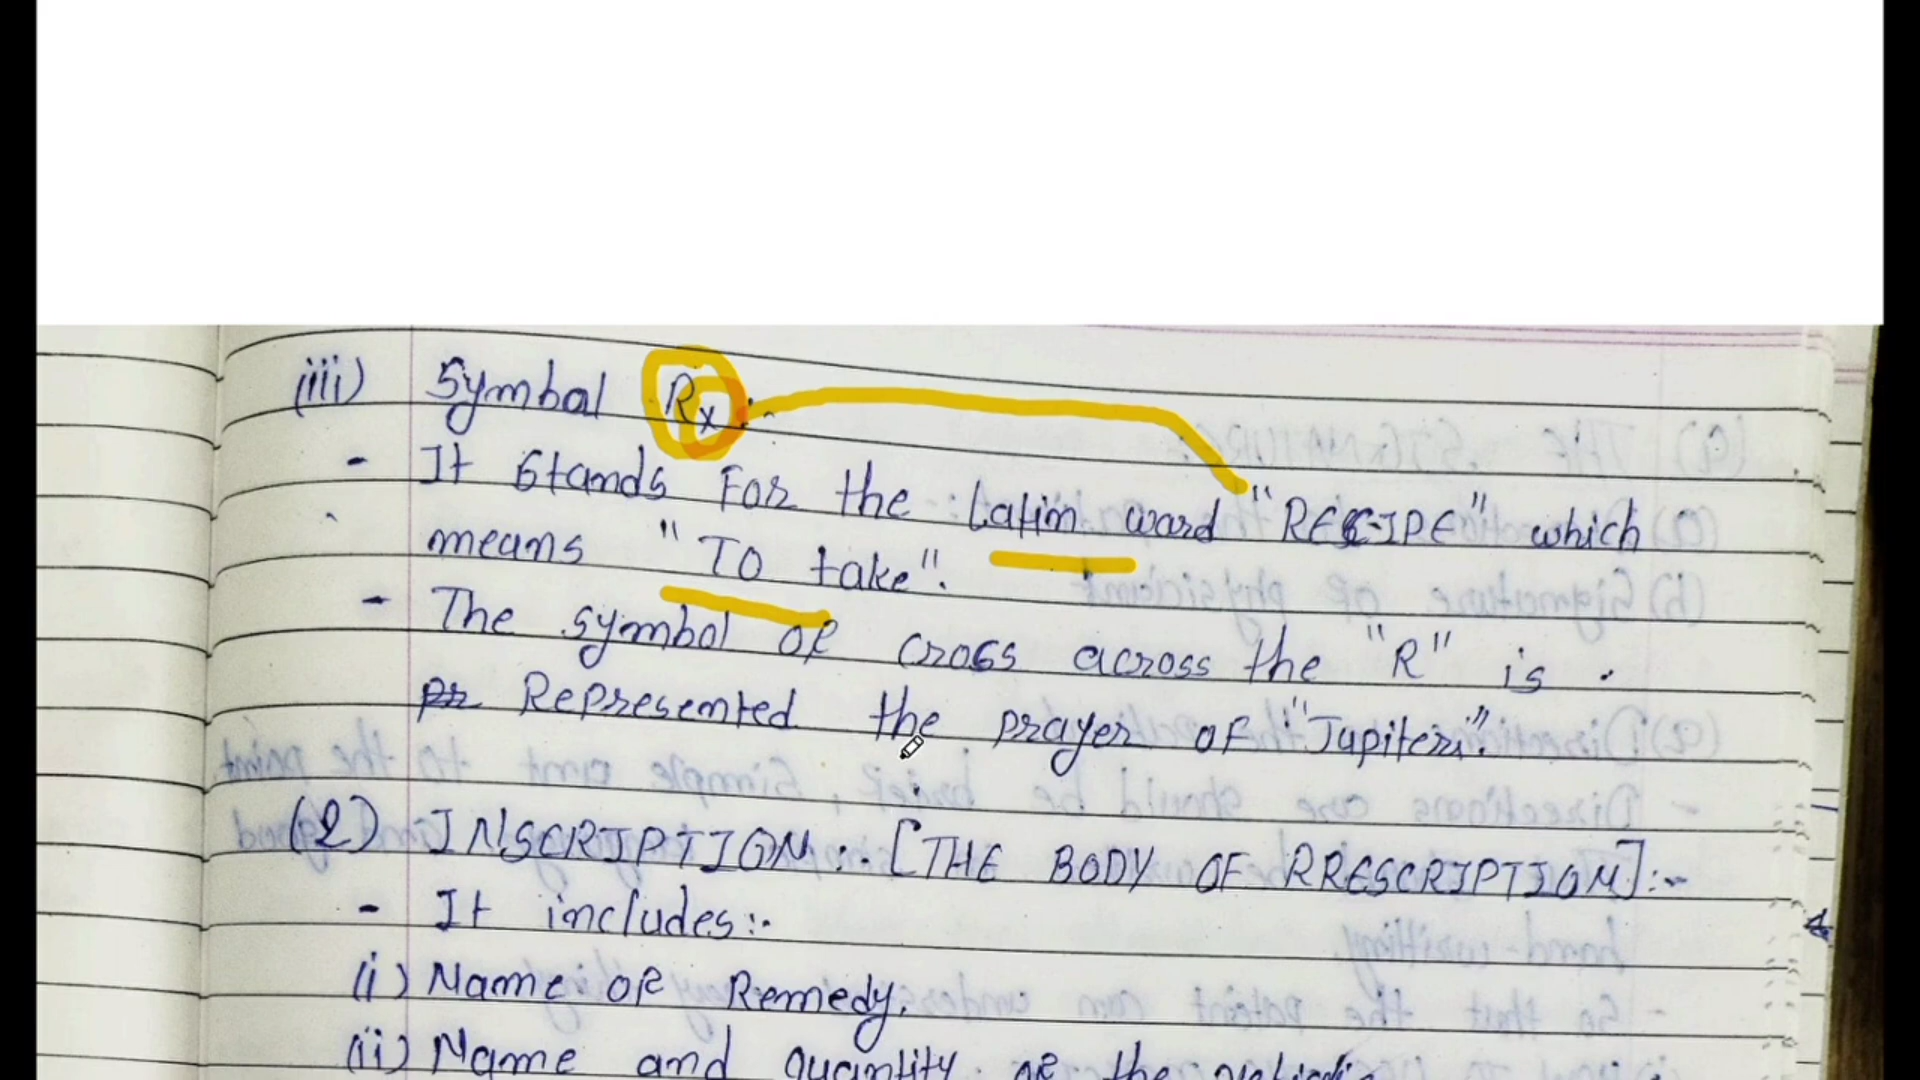 (iii) Symbol Rx :-
- It stands For the Latin word "RECIPE" which
means "TO take".
- The symbol of cross across the "R" is .
Represented the prayer of "Jupiter".
(2) INSCRIPTION :- [THE BODY OF PRESCRIPTION]:-
- It includes:-
(i) Name of Remedy.
(ii) Name and quantity of the